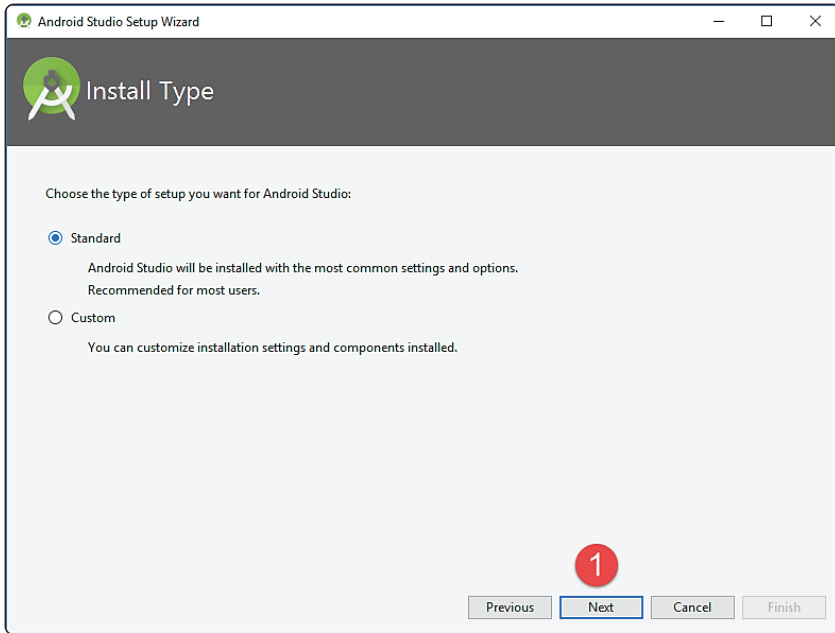 Android Studio Setup Wizard
Install Type
Choose the type of setup you want for Android Studio:
Standard
Android Studio will be installed with the most common settings and options.
Recommended for most users.
Custom
You can customize installation settings and components installed.
1
Previous Next Cancel Finish